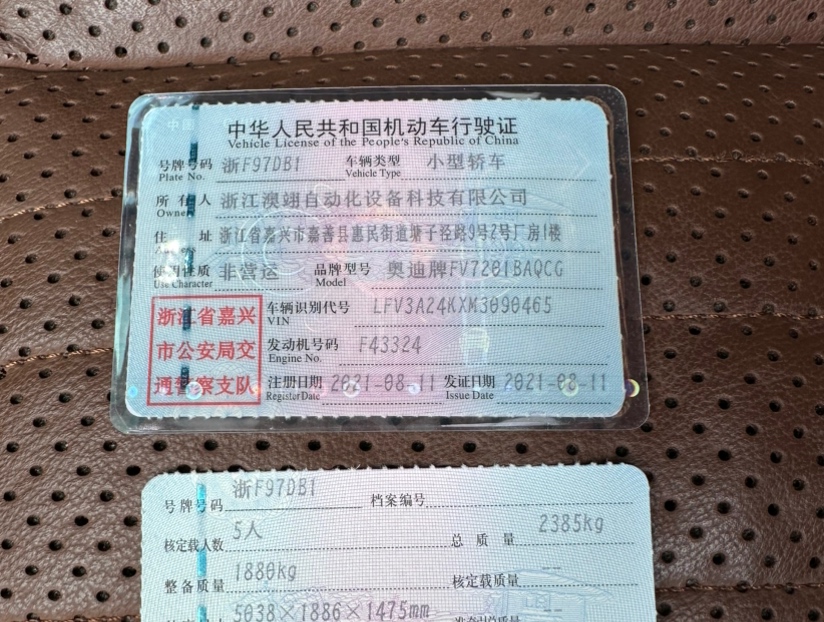 中国
中华人民共和国机动车行驶证
Vehicle License of the People's Republic of China
号牌号码 浙F97DB1 车辆类型 小型轿车
Plate No. Vehicle Type
所有人 浙江澳翊自动化设备科技有限公司
Owner
住址 浙江省嘉兴市嘉善县惠民街道塘子泾路9号2号厂房1楼
Address
使用性质 非营运 品牌型号 奥迪牌FV7201BAQCG
Use Character Model
浙江省嘉兴
市公安局交
通警察支队
车辆识别代号 LFV3A24KXM3090465
VIN
发动机号码 F43324
Engine No.
注册日期 2021-08-11 发证日期 2021-08-11
Register Date Issue Date
号牌号码 浙F97DB1 档案编号
核定载人数 5人 总质量 2385kg
整备质量 1880kg 核定载质量 --
5038×1886×1475mm --